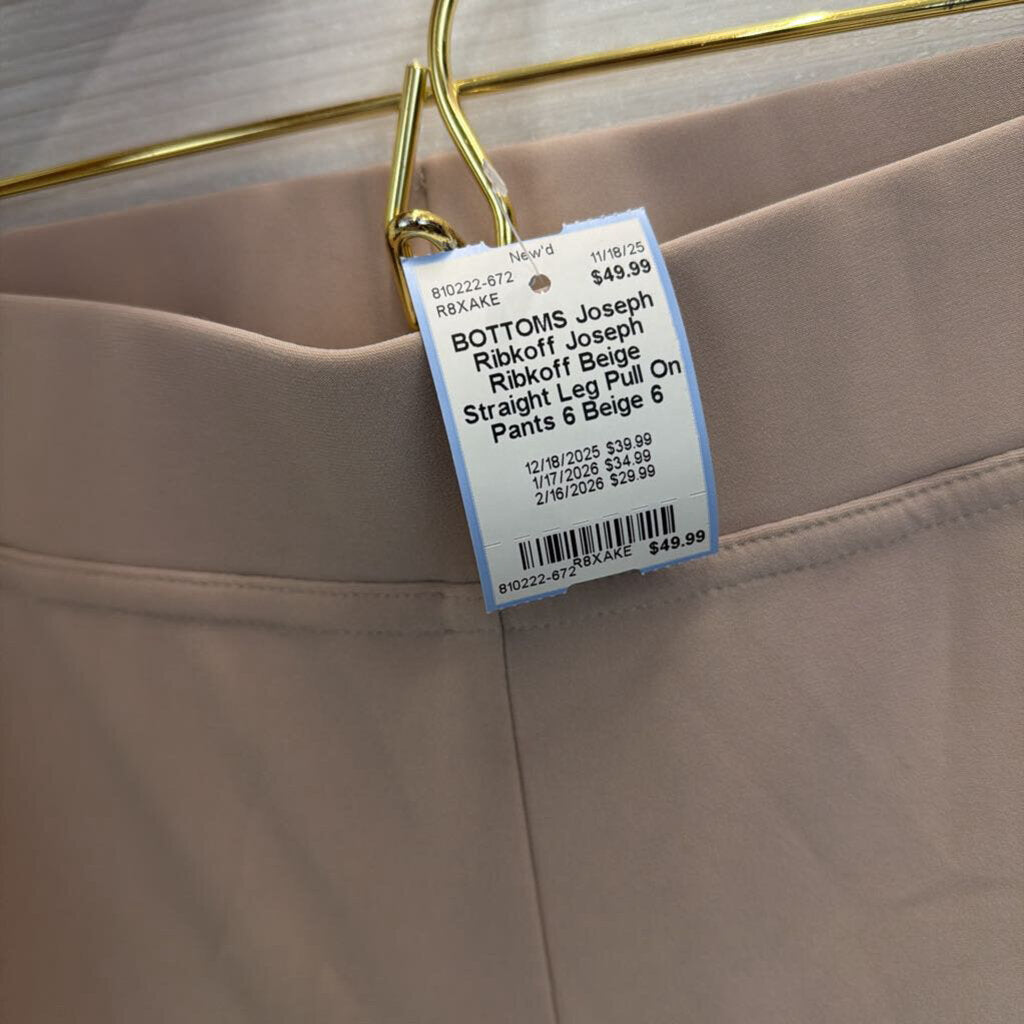 New'd
810222-672 11/18/25
R8XAKE $49.99
BOTTOMS Joseph
Ribkoff Joseph
Ribkoff Beige
Straight Leg Pull On
Pants 6 Beige 6
12/18/2025 $39.99
1/17/2026 $34.99
2/16/2026 $29.99
810222-672 R8XAKE $49.99